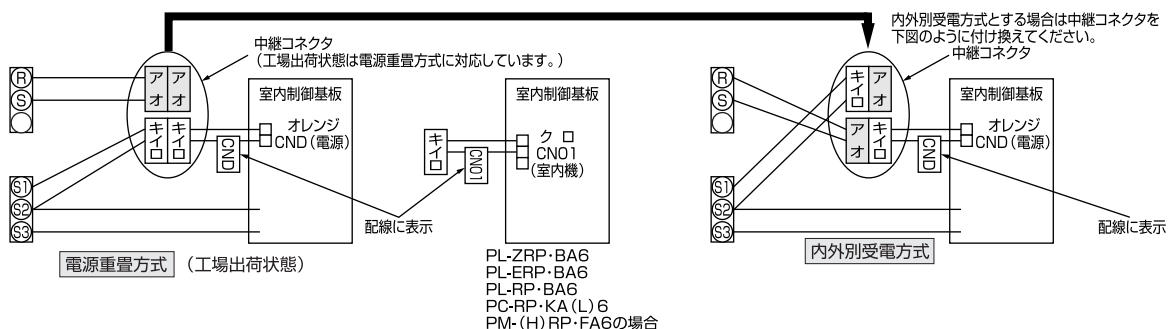 中継コネクタ
（工場出荷状態は電源重畳方式に対応しています。）
R
S
アオ
アオ
キイロ
キイロ
室内制御基板
オレンジ
CND（電源）
CND
S1
S2
S3
電源重畳方式 （工場出荷状態）
配線に表示
キイロ
CN01
室内制御基板
クロ
CN01
（室内機）
PL-ZRP･BA6
PL-ERP･BA6
PL-RP･BA6
PC-RP･KA(L)6
PM-(H)RP･FA6の場合
内外別受電方式とする場合は中継コネクタを
下図のように付け換えてください。
中継コネクタ
R
S
キイロ
アオ
アオ
キイロ
室内制御基板
オレンジ
CND（電源）
CND
S1
S2
S3
内外別受電方式
配線に表示